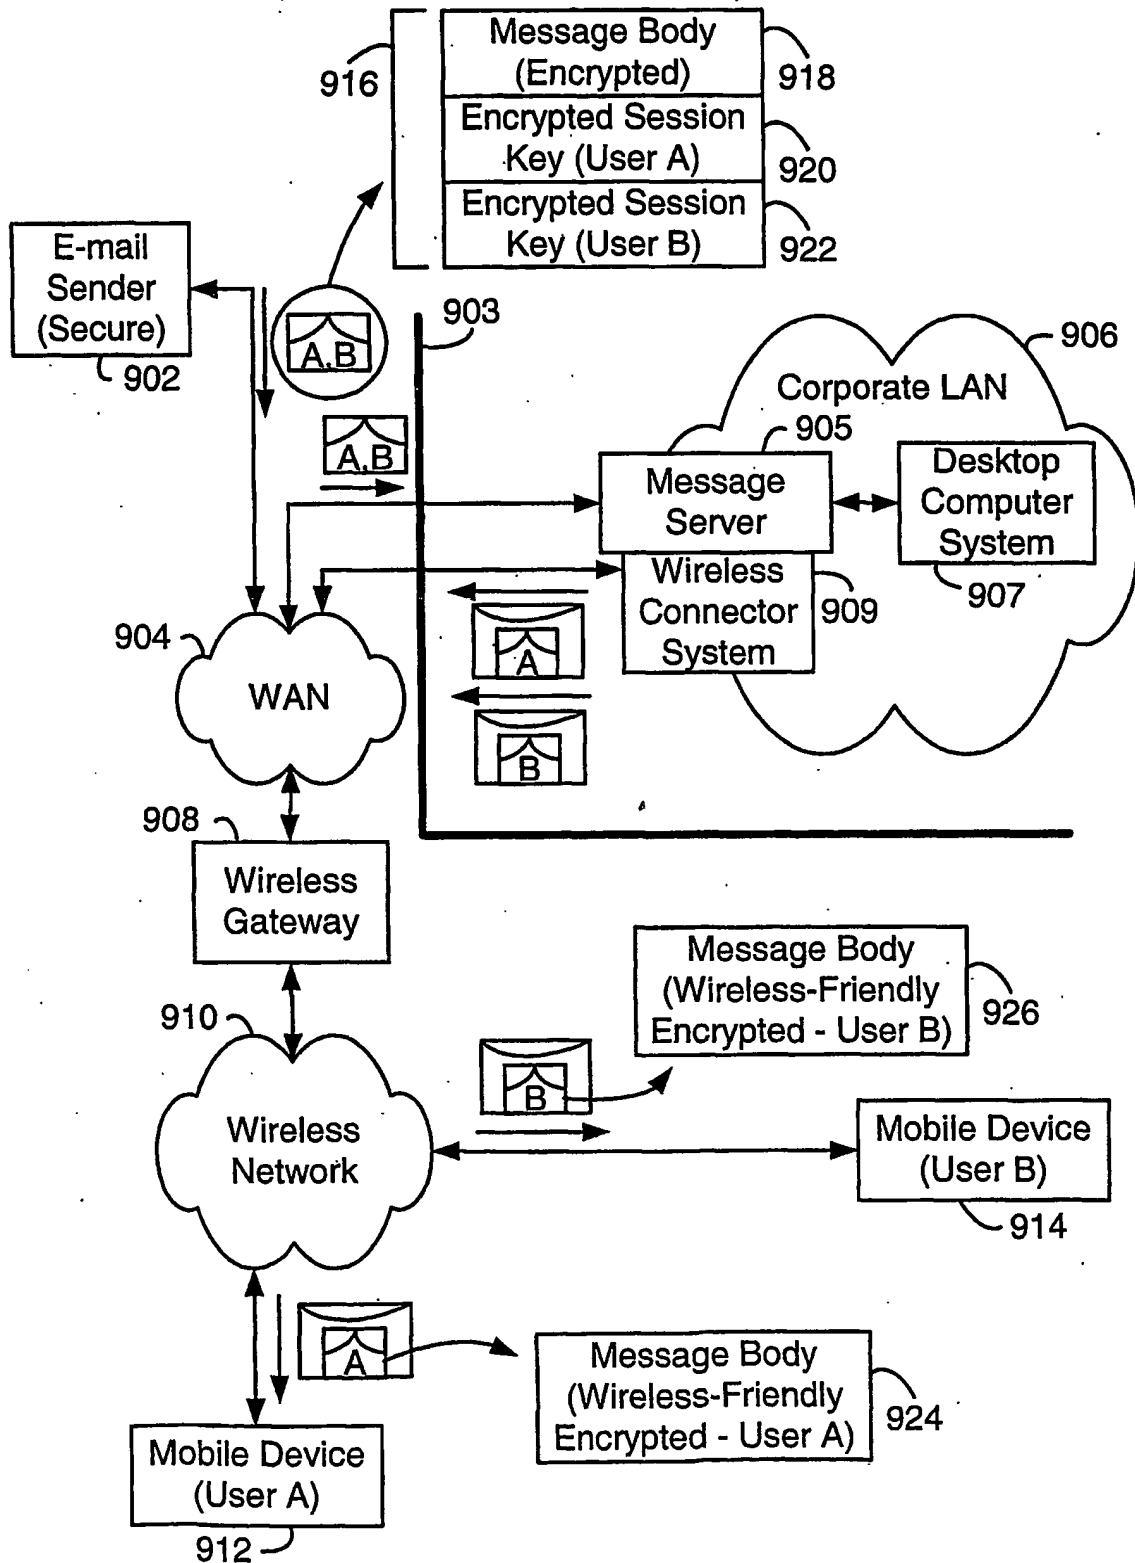 916
Message Body
(Encrypted)
918
Encrypted Session
Key (User A)
920
Encrypted Session
Key (User B)
922
E-mail
Sender
(Secure)
902
A,B
903
A,B
906
Corporate LAN
905
Message
Server
Desktop
Computer
System
907
Wireless
Connector
System
909
A
B
904
WAN
908
Wireless
Gateway
910
Wireless
Network
B
Message Body
(Wireless-Friendly
Encrypted - User B)
926
Mobile Device
(User B)
914
A
Message Body
(Wireless-Friendly
Encrypted - User A)
924
Mobile Device
(User A)
912